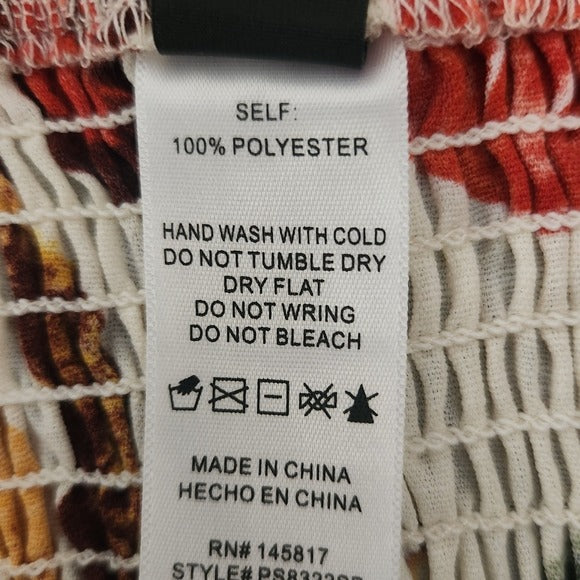 SELF:
100% POLYESTER
HAND WASH WITH COLD
DO NOT TUMBLE DRY
DRY FLAT
DO NOT WRING
DO NOT BLEACH
MADE IN CHINA
HECHO EN CHINA
RN# 145817
STYLE#